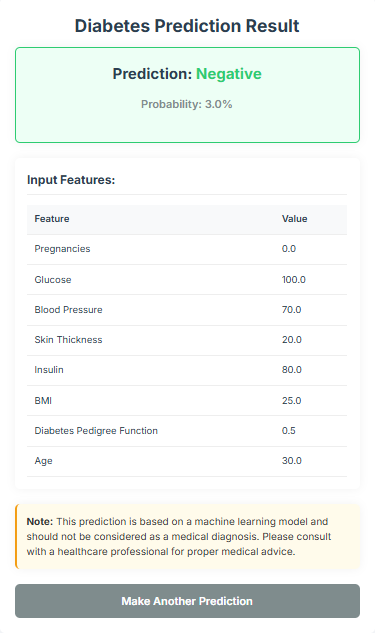 Diabetes Prediction Result
Prediction: Negative
Probability: 3.0%
Input Features:
Feature Value
Pregnancies 0.0
Glucose 100.0
Blood Pressure 70.0
Skin Thickness 20.0
Insulin 80.0
BMI 25.0
Diabetes Pedigree Function 0.5
Age 30.0
Note: This prediction is based on a machine learning model and
should not be considered as a medical diagnosis. Please consult
with a healthcare professional for proper medical advice.
Make Another Prediction